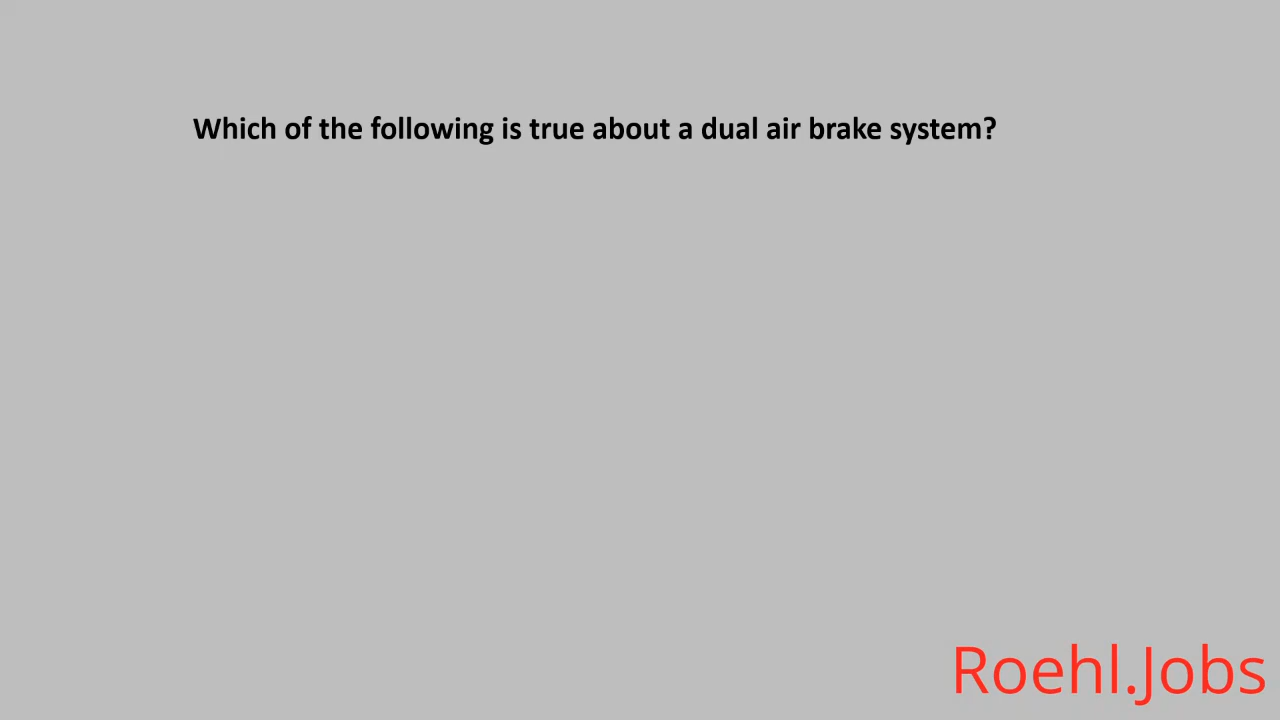 Which of the following is true about a dual air brake system?
Roehl.Jobs